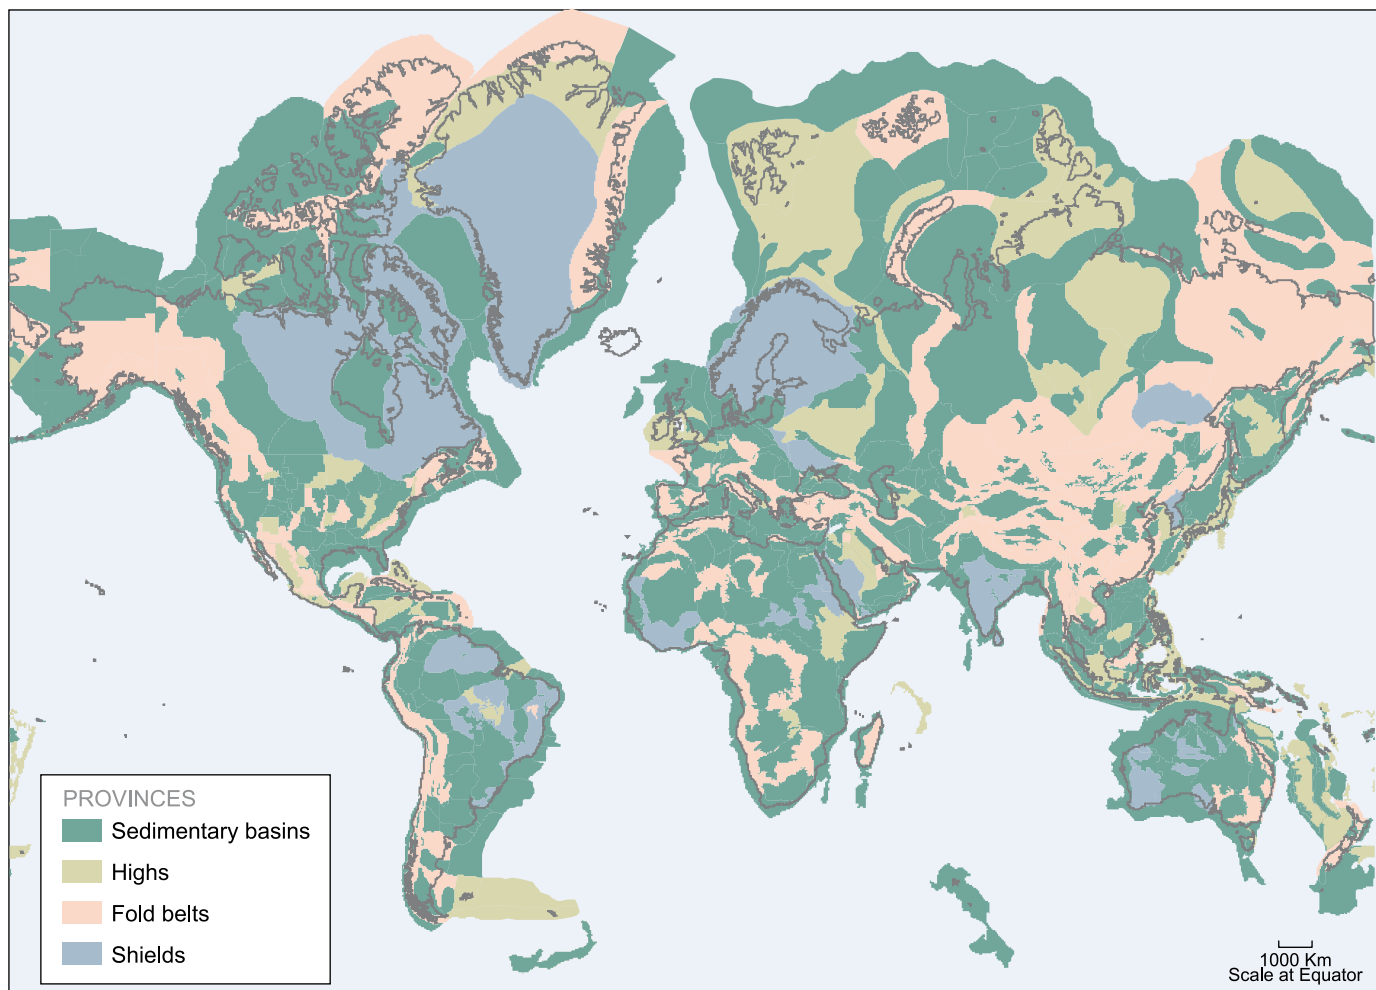 PROVINCES
Sedimentary basins
Highs
Fold belts
Shields
1000 Km
Scale at Equator